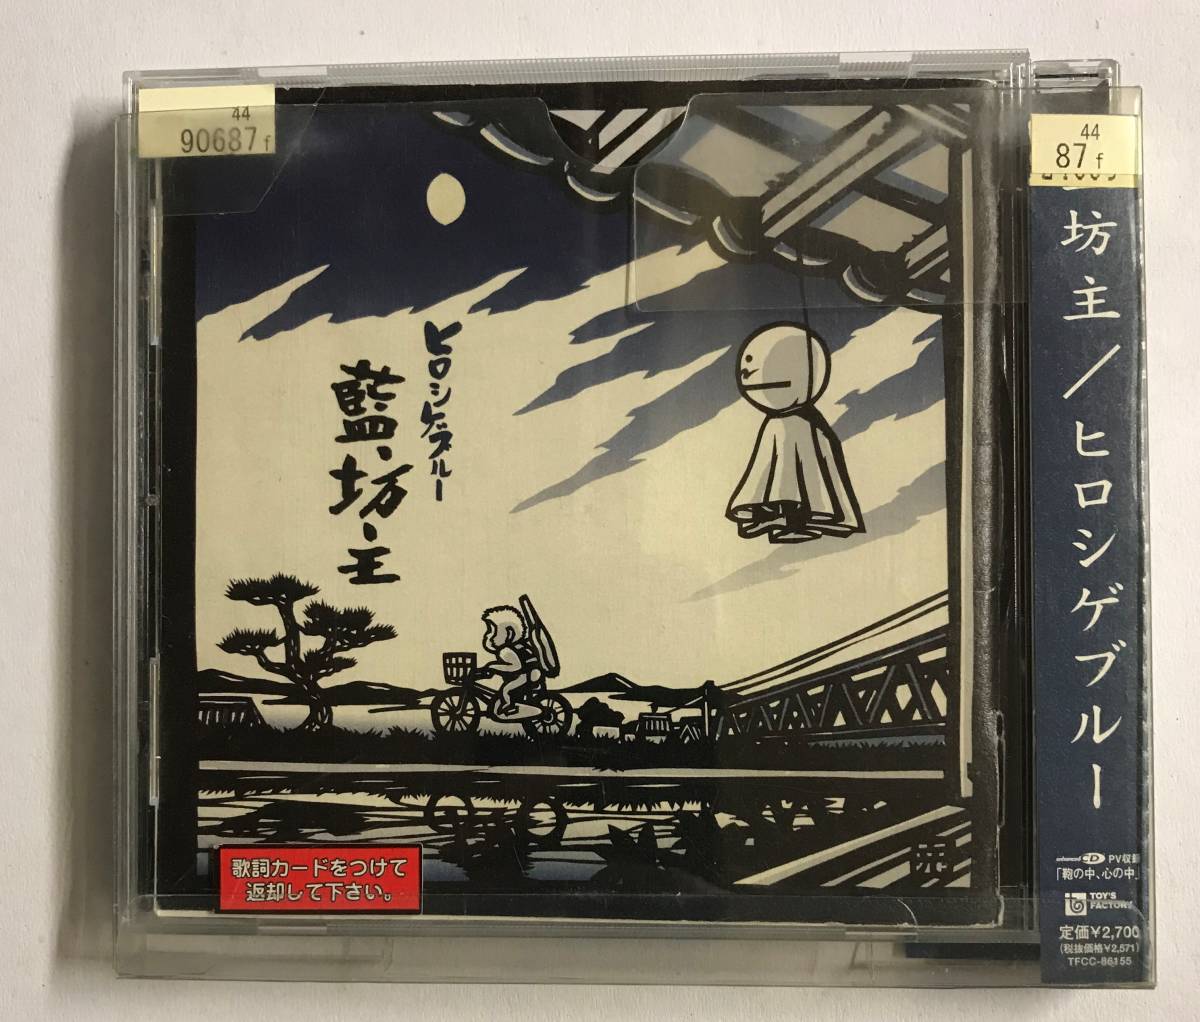 44
90687 f
44
87 f
ヒロシゲブルー
藍坊主
坊主/ヒロシゲブルー
歌詞カードをつけて
返却して下さい。
enhanced CD PV収録
「鞄の中、心の中」
TOY'S
FACTORY
定価¥2,700
(税抜価格¥2,571)
TFCC-86155